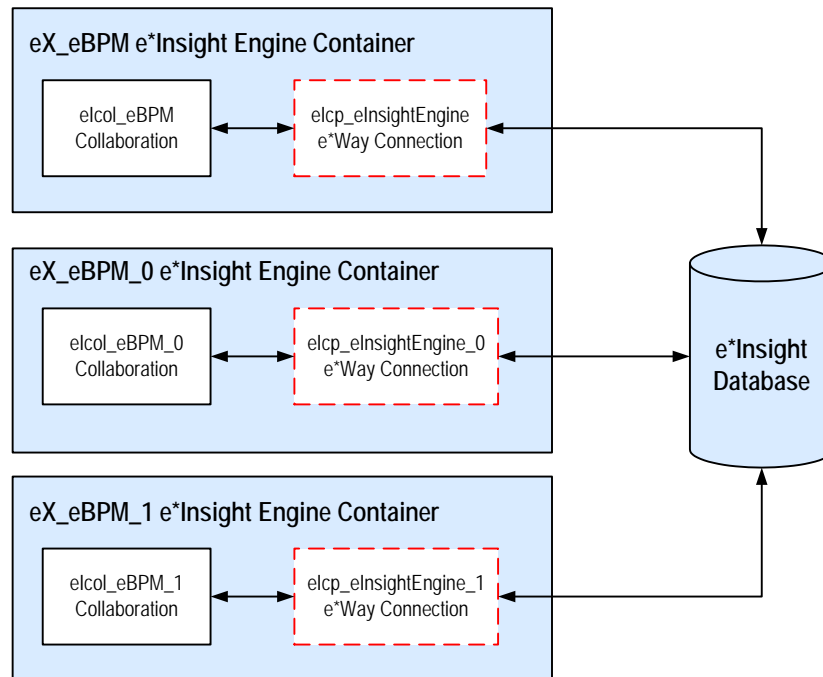 eX_eBPM e*Insight Engine Container
eIcol_eBPM
Collaboration
eIcp_eInsightEngine
e*Way Connection
eX_eBPM_0 e*Insight Engine Container
eIcol_eBPM_0
Collaboration
eIcp_eInsightEngine_0
e*Way Connection
e*Insight
Database
eX_eBPM_1 e*Insight Engine Container
eIcol_eBPM_1
Collaboration
eIcp_eInsightEngine_1
e*Way Connection